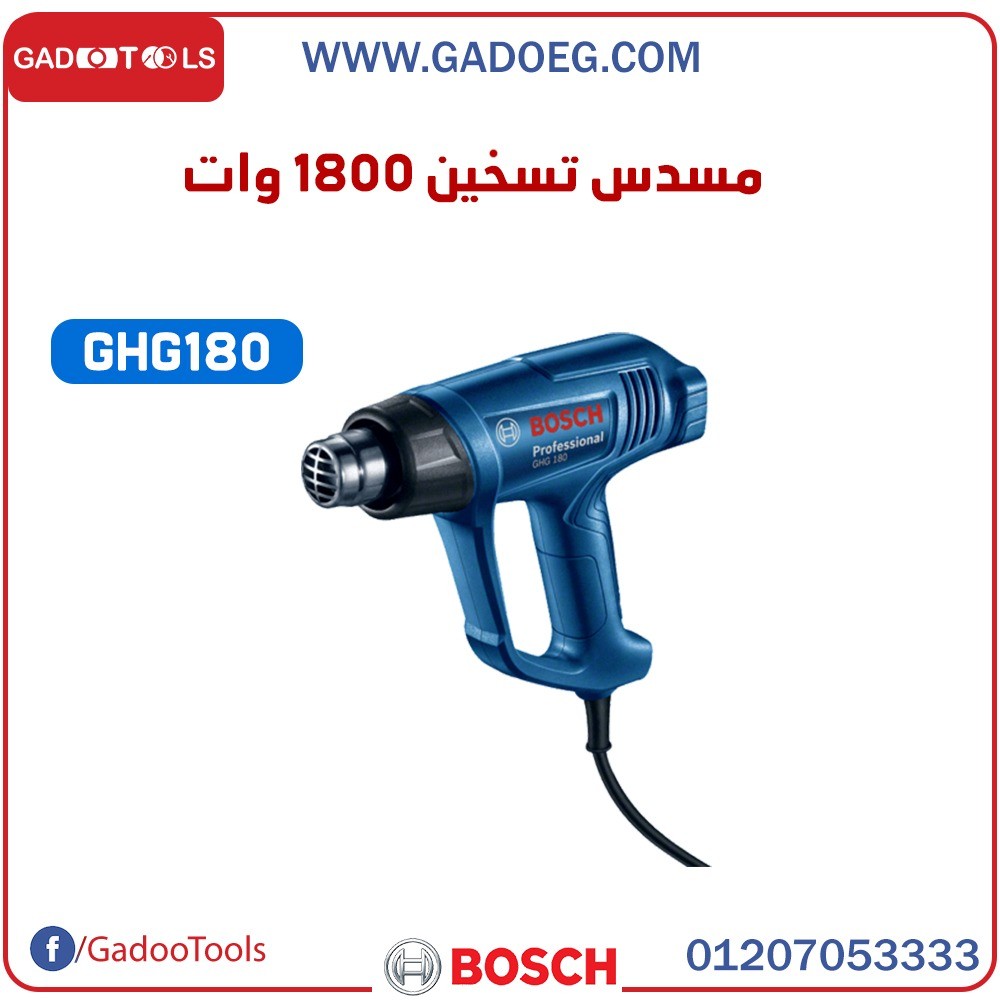 GADOTOOLS
WWW.GADOEG.COM
مسدس تسخين 1800 وات
GHG180
BOSCH
Professional
GHG 180
f/GadooTools
BOSCH
01207053333